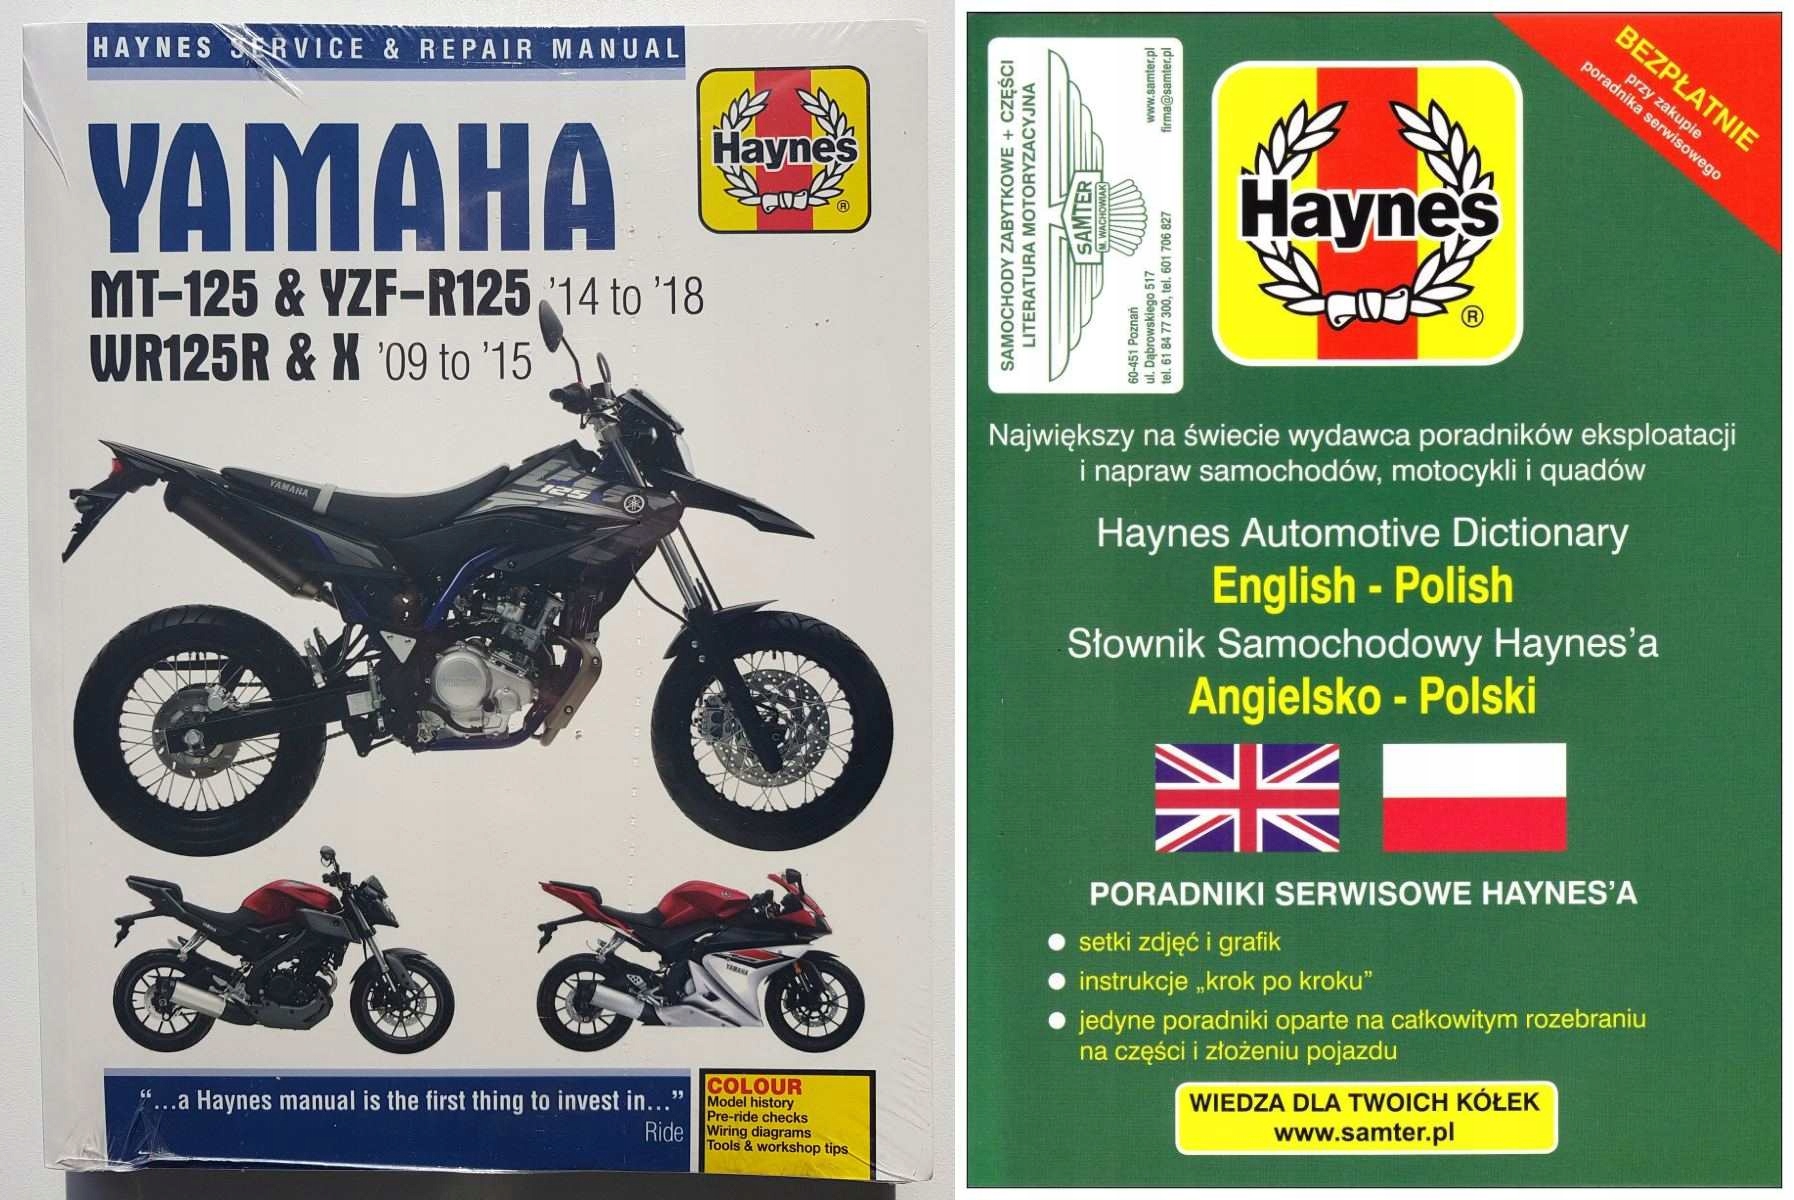 HAYNES SERVICE & REPAIR MANUAL
Haynes
®
YAMAHA
MT-125 & YZF-R125 '14 to '18
WR125R & X '09 to '15
YAMAHA
125
YAMAHA
“...a Haynes manual is the first thing to invest in...”
Ride
COLOUR
Model history
Pre-ride checks
Wiring diagrams
Tools & workshop tips
SAMOCHODY ZABYTKOWE + CZĘŚCI
LITERATURA MOTORYZACYJNA
SAMTER
M. WACHOWIAK
60-451 Poznań
ul. Dąbrowskiego 517
tel. 61 84 77 300, tel. 601 706 827
www.samter.pl
firma@samter.pl
Haynes
®
BEZPŁATNIE
przy zakupie
poradnika serwisowego
Największy na świecie wydawca poradników eksploatacji
i napraw samochodów, motocykli i quadów
Haynes Automotive Dictionary
English - Polish
Słownik Samochodowy Haynes’a
Angielsko - Polski
PORADNIKI SERWISOWE HAYNES’A
setki zdjęć i grafik
instrukcje „krok po kroku”
jedyne poradniki oparte na całkowitym rozebraniu
na części i złożeniu pojazdu
WIEDZA DLA TWOICH KÓŁEK
www.samter.pl